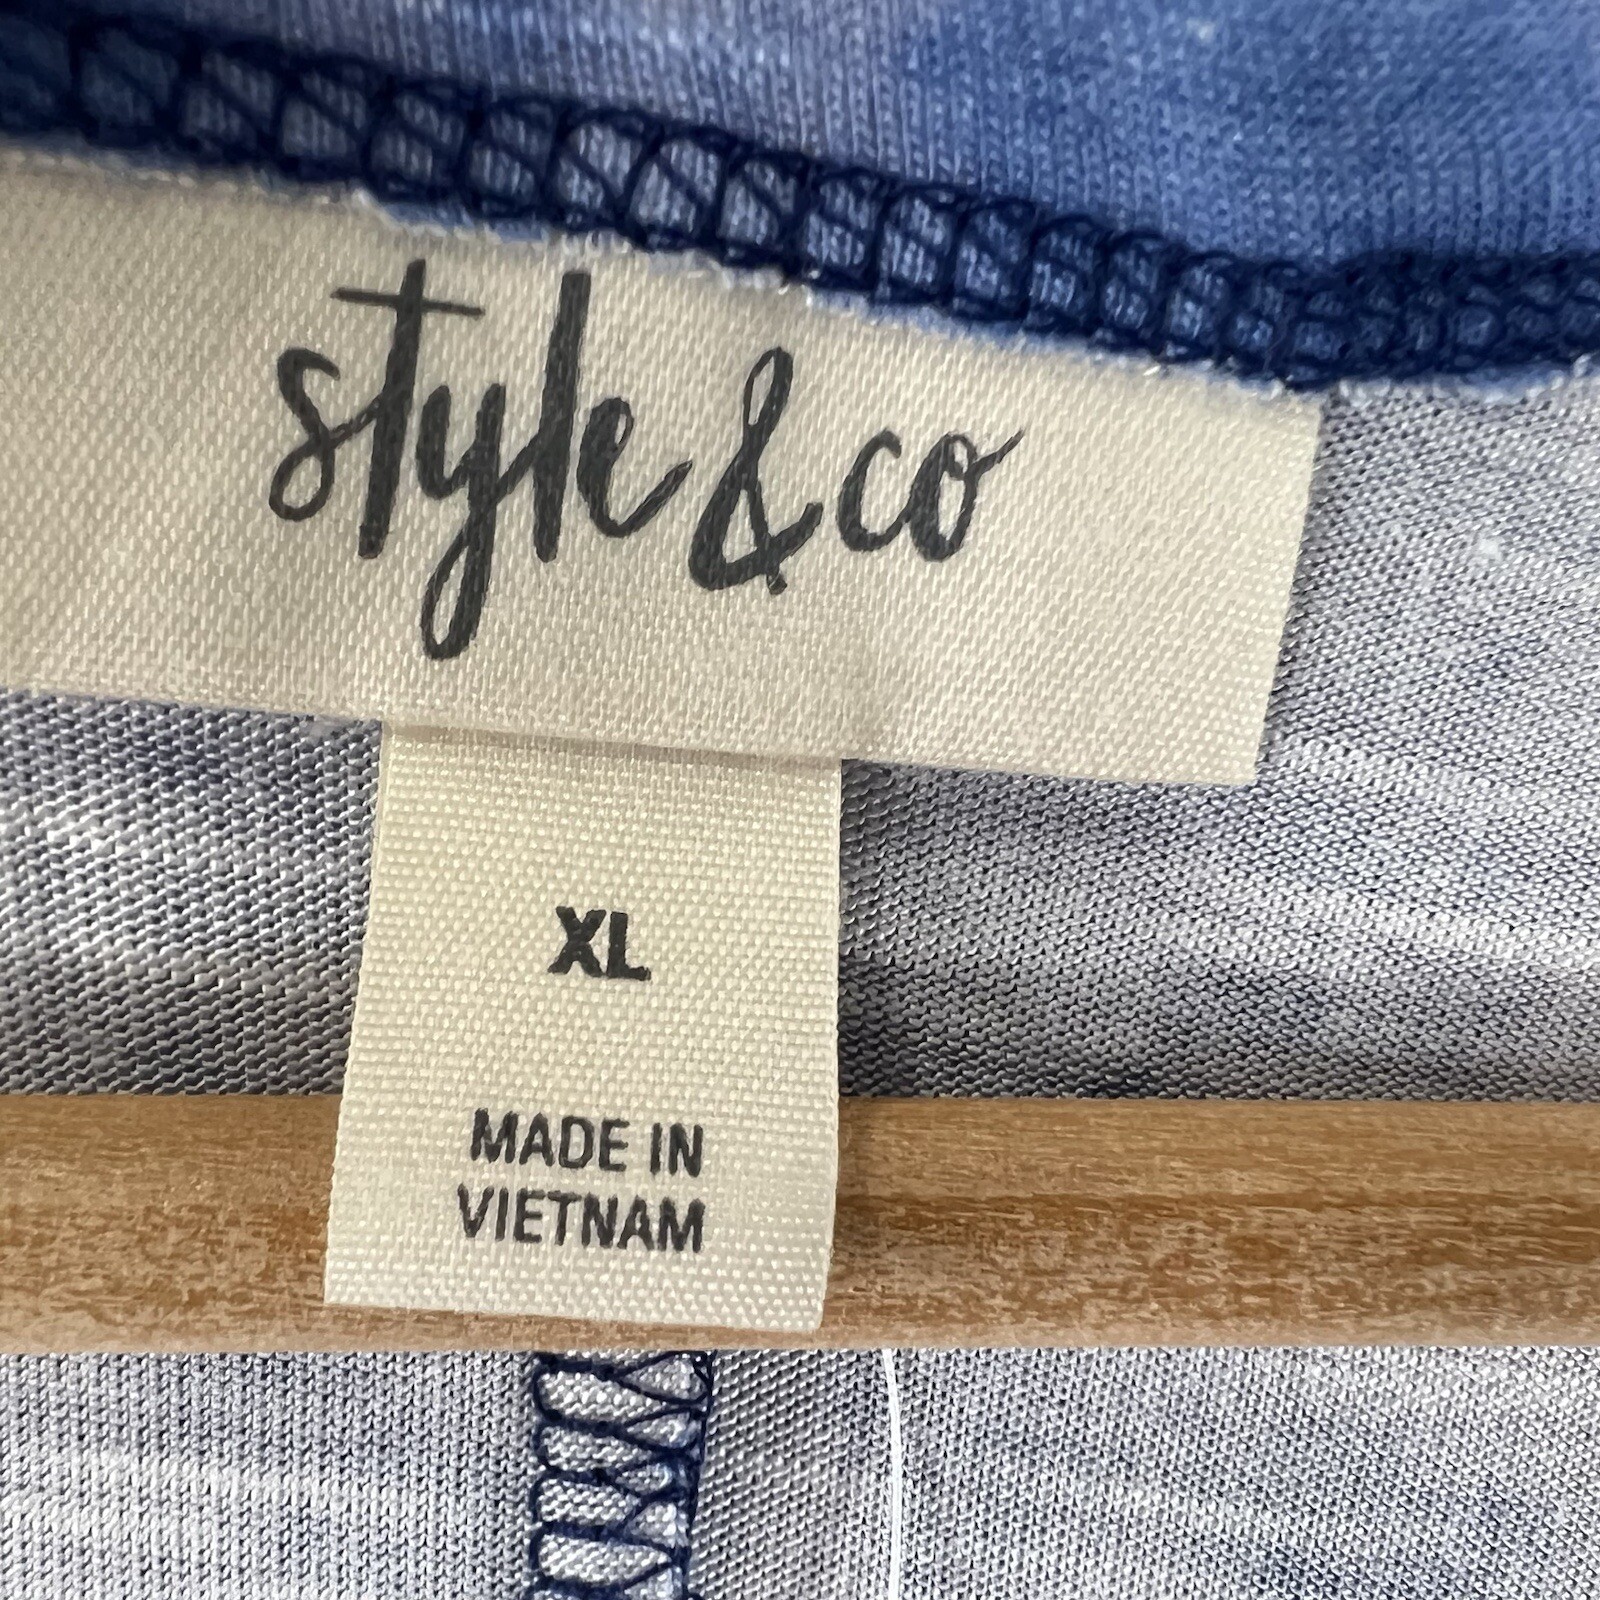 style & co
XL
MADE IN
VIETNAM